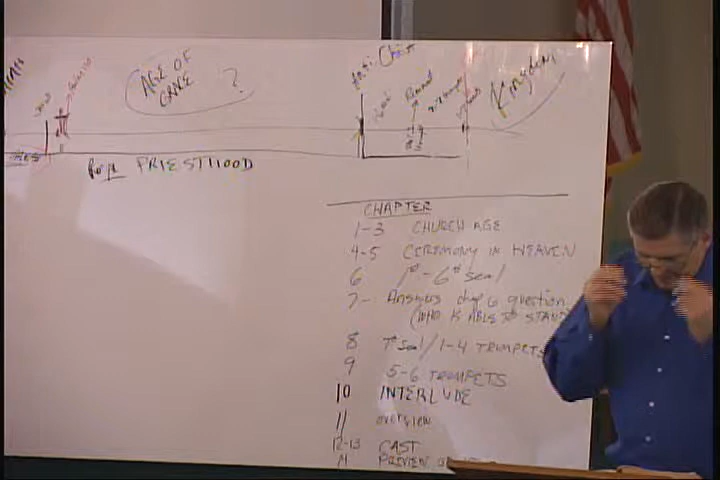 AGE OF
GRACE ?
Anti-Christ
Kingdom
PRIESTHOOD
CHAPTER
1-3 CHURCH AGE
4-5 CEREMONY IN HEAVEN
6 1st-6th seal
7- Answers chap 6 question
(WHO IS ABLE TO STAND
8 7th seal/1-4 TRUMPETS
9 5-6 TRUMPETS
10 INTERLUDE
11 overview
12-13 CAST
14